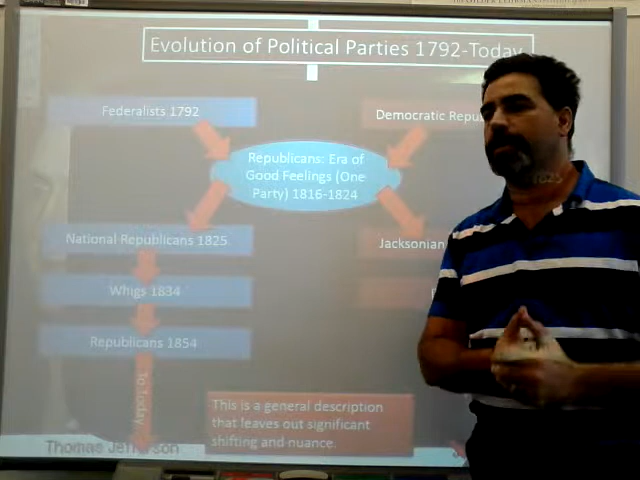 Evolution of Political Parties 1792-Today
Federalists 1792
Democratic Repu
Republicans: Era of
Good Feelings (One
Party) 1816-1824
National Republicans 1825
Jacksonian
Whigs 1834
Republicans 1854
To Today
This is a general description
that leaves out significant
shifting and nuance.
Thomas Jefferson